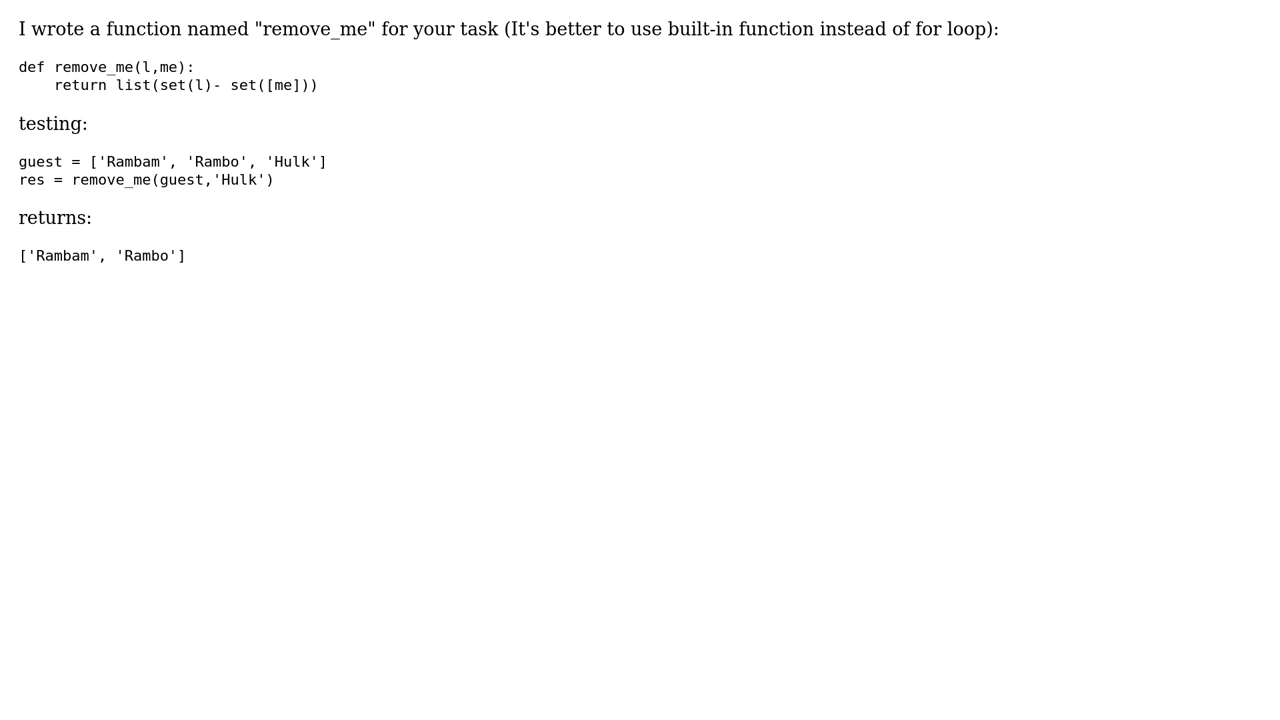 I wrote a function named "remove_me" for your task (It's better to use built-in function instead of for loop):
def remove_me(l,me):
    return list(set(l)- set([me]))
testing:
guest = ['Rambam', 'Rambo', 'Hulk']
res = remove_me(guest,'Hulk')
returns:
['Rambam', 'Rambo']